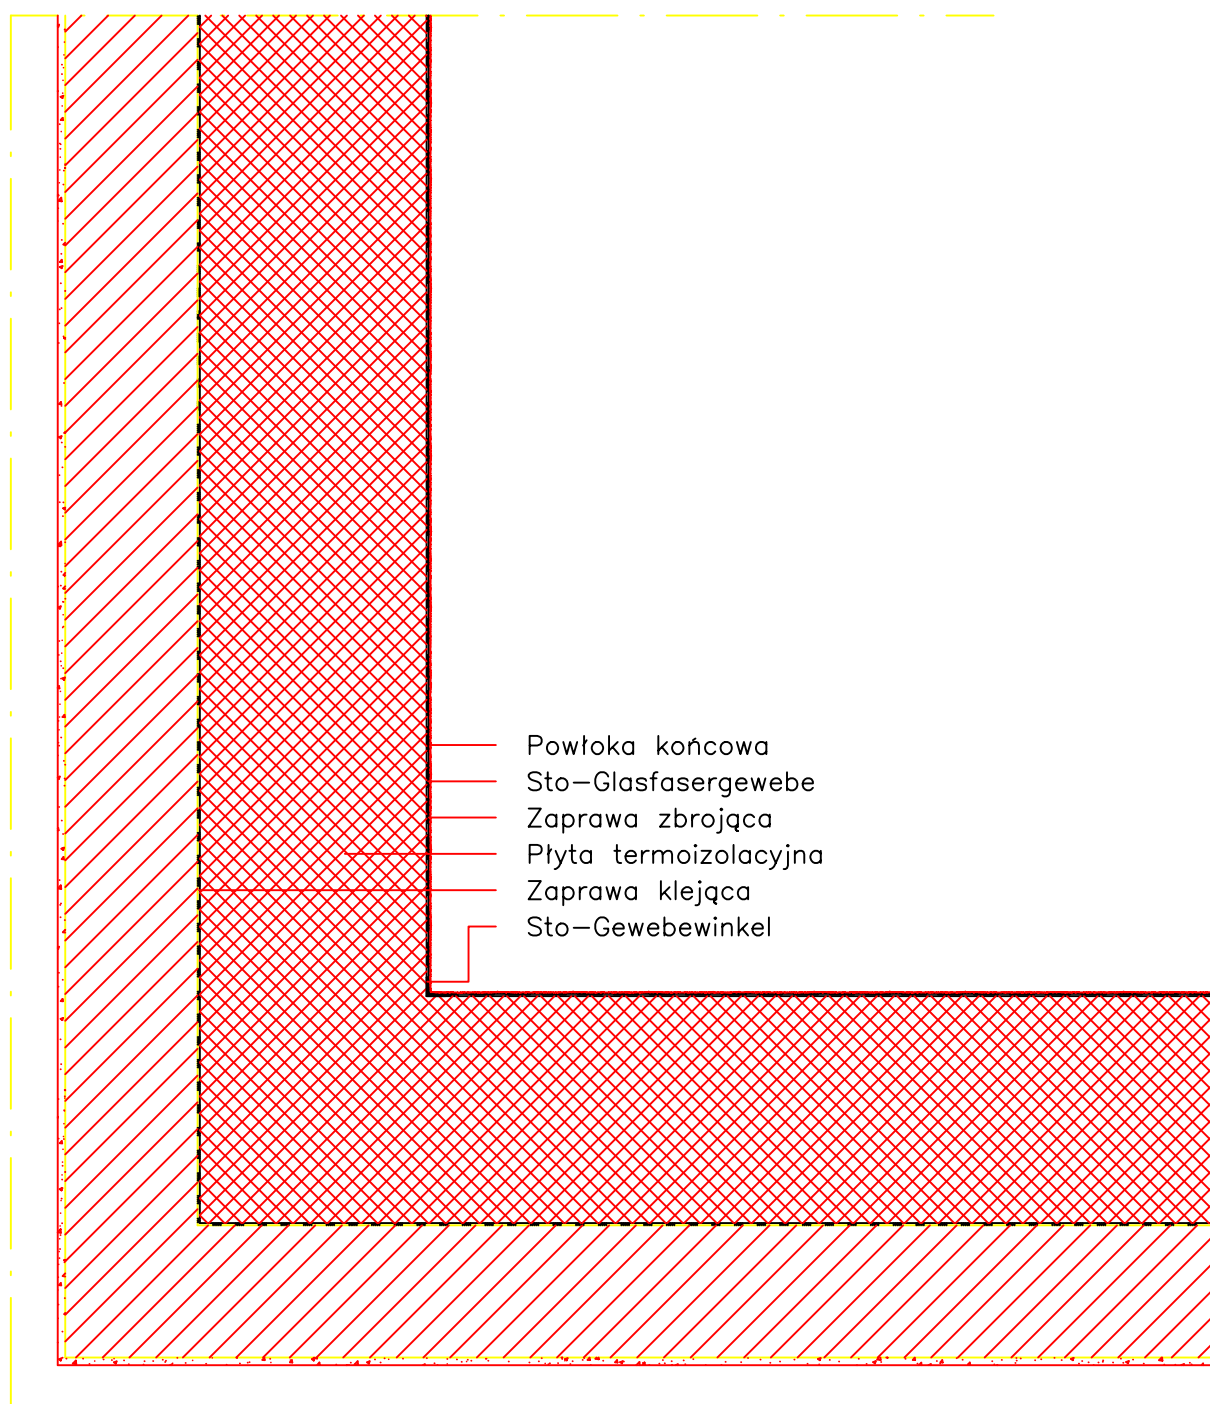 Powłoka końcowa
Sto-Glasfasergewebe
Zaprawa zbrojąca
Płyta termoizolacyjna
Zaprawa klejąca
Sto-Gewebewinkel